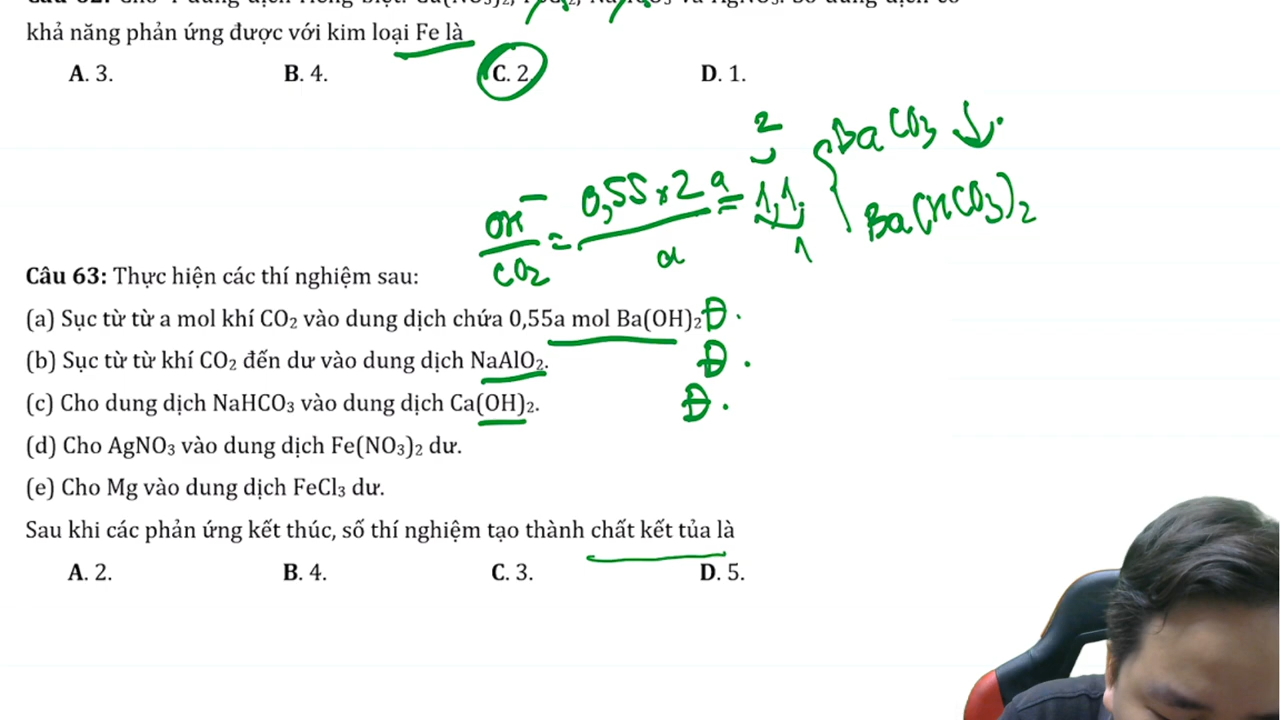 khả năng phản ứng được với kim loại Fe là
A. 3. B. 4. C. 2 D. 1.
2
OH⁻/CO₂ = 0,55 x 2a/a = 1,1.
1
BaCO₃ ↓.
Ba(HCO₃)₂
Câu 63: Thực hiện các thí nghiệm sau:
(a) Sục từ từ a mol khí CO₂ vào dung dịch chứa 0,55a mol Ba(OH)₂ Đ.
(b) Sục từ từ khí CO₂ đến dư vào dung dịch NaAlO₂. Đ.
(c) Cho dung dịch NaHCO₃ vào dung dịch Ca(OH)₂. Đ.
(d) Cho AgNO₃ vào dung dịch Fe(NO₃)₂ dư.
(e) Cho Mg vào dung dịch FeCl₃ dư.
Sau khi các phản ứng kết thúc, số thí nghiệm tạo thành chất kết tủa là
A. 2. B. 4. C. 3. D. 5.